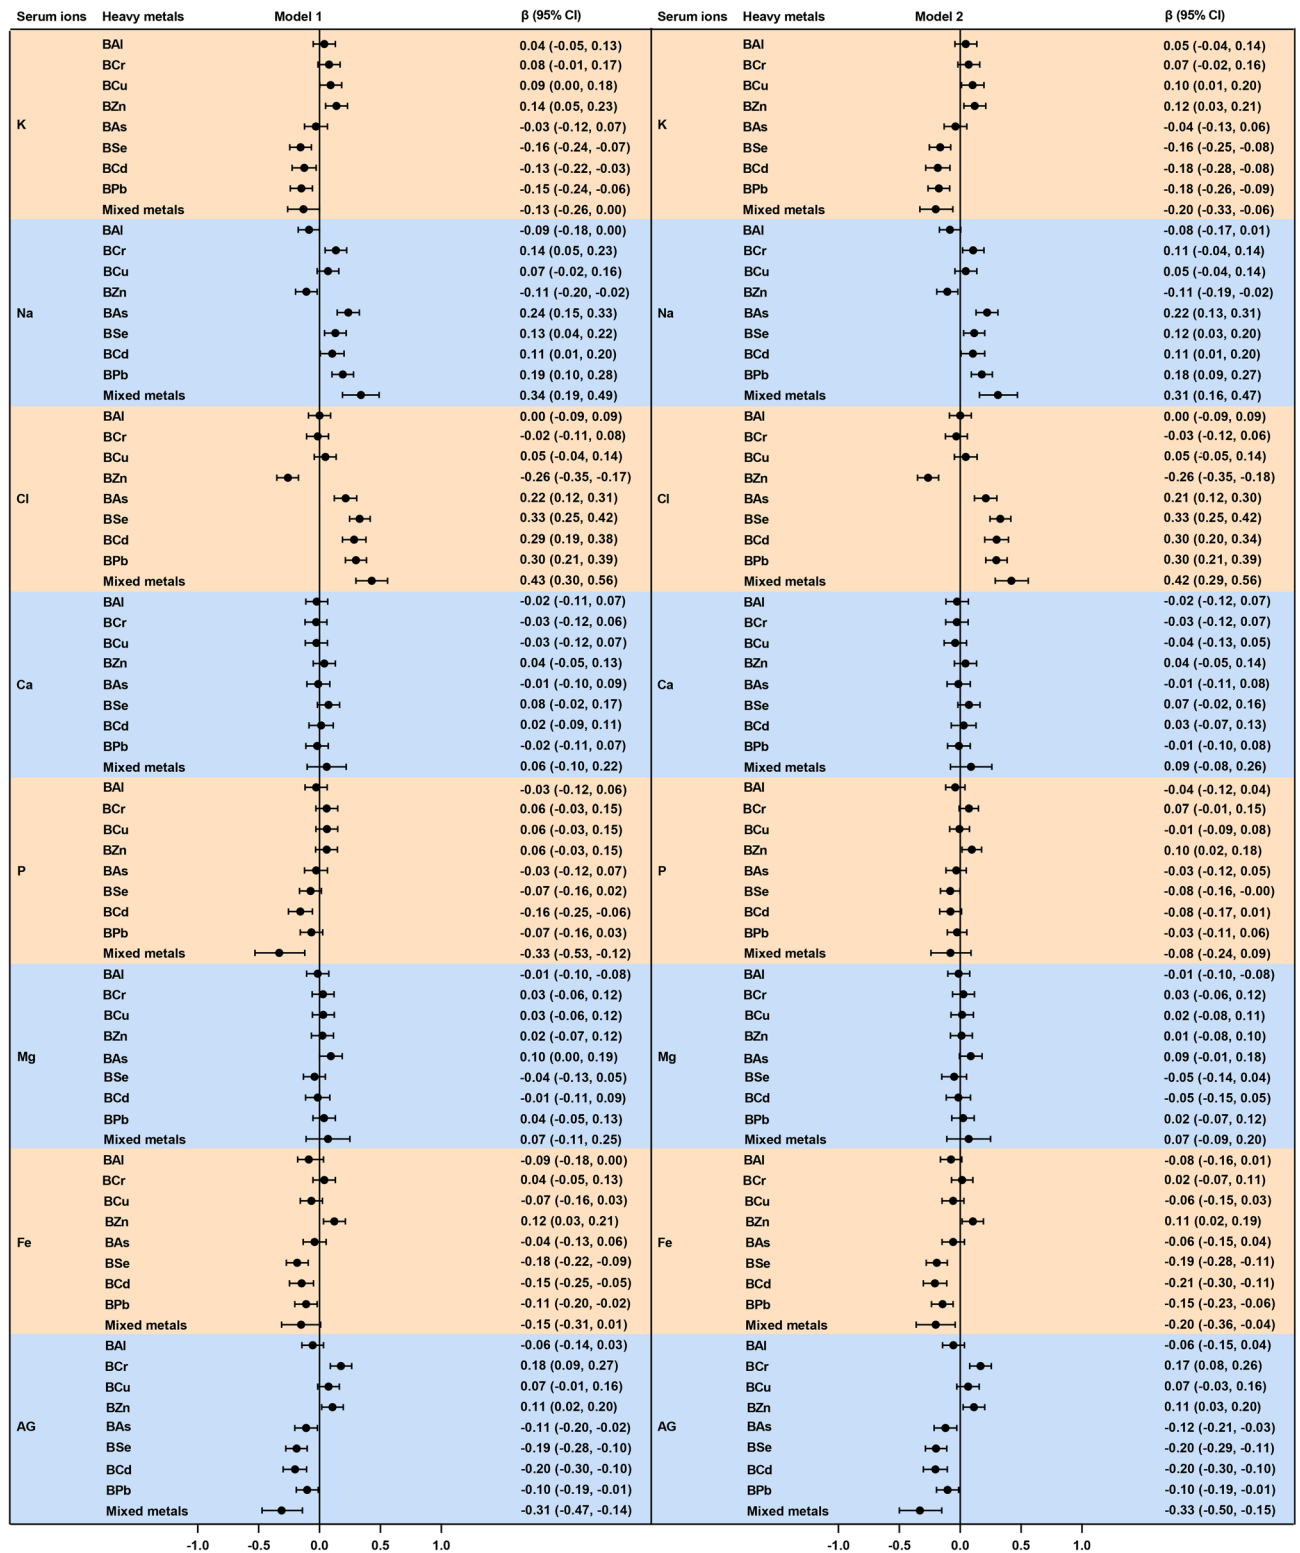 Serum ions Heavy metals Model 1 β (95% CI) Serum ions Heavy metals Model 2 β (95% CI)
BAl 0.04 (-0.05, 0.13) BAl 0.05 (-0.04, 0.14)
BCr 0.08 (-0.01, 0.17) BCr 0.07 (-0.02, 0.16)
BCu 0.09 (0.00, 0.18) BCu 0.10 (0.01, 0.20)
BZn 0.14 (0.05, 0.23) BZn 0.12 (0.03, 0.21)
K BAs -0.03 (-0.12, 0.07) K BAs -0.04 (-0.13, 0.06)
BSe -0.16 (-0.24, -0.07) BSe -0.16 (-0.25, -0.08)
BCd -0.13 (-0.22, -0.03) BCd -0.18 (-0.28, -0.08)
BPb -0.15 (-0.24, -0.06) BPb -0.18 (-0.26, -0.09)
Mixed metals -0.13 (-0.26, 0.00) Mixed metals -0.20 (-0.33, -0.06)
BAl -0.09 (-0.18, 0.00) BAl -0.08 (-0.17, 0.01)
BCr 0.14 (0.05, 0.23) BCr 0.11 (-0.04, 0.14)
BCu 0.07 (-0.02, 0.16) BCu 0.05 (-0.04, 0.14)
BZn -0.11 (-0.20, -0.02) BZn -0.11 (-0.19, -0.02)
Na BAs 0.24 (0.15, 0.33) Na BAs 0.22 (0.13, 0.31)
BSe 0.13 (0.04, 0.22) BSe 0.12 (0.03, 0.20)
BCd 0.11 (0.01, 0.20) BCd 0.11 (0.01, 0.20)
BPb 0.19 (0.10, 0.28) BPb 0.18 (0.09, 0.27)
Mixed metals 0.34 (0.19, 0.49) Mixed metals 0.31 (0.16, 0.47)
BAl 0.00 (-0.09, 0.09) BAl 0.00 (-0.09, 0.09)
BCr -0.02 (-0.11, 0.08) BCr -0.03 (-0.12, 0.06)
BCu 0.05 (-0.04, 0.14) BCu 0.05 (-0.05, 0.14)
BZn -0.26 (-0.35, -0.17) BZn -0.26 (-0.35, -0.18)
Cl BAs 0.22 (0.12, 0.31) Cl BAs 0.21 (0.12, 0.30)
BSe 0.33 (0.25, 0.42) BSe 0.33 (0.25, 0.42)
BCd 0.29 (0.19, 0.38) BCd 0.30 (0.20, 0.34)
BPb 0.30 (0.21, 0.39) BPb 0.30 (0.21, 0.39)
Mixed metals 0.43 (0.30, 0.56) Mixed metals 0.42 (0.29, 0.56)
BAl -0.02 (-0.11, 0.07) BAl -0.02 (-0.12, 0.07)
BCr -0.03 (-0.12, 0.06) BCr -0.03 (-0.12, 0.07)
BCu -0.03 (-0.12, 0.07) BCu -0.04 (-0.13, 0.05)
BZn 0.04 (-0.05, 0.13) BZn 0.04 (-0.05, 0.14)
Ca BAs -0.01 (-0.10, 0.09) Ca BAs -0.01 (-0.11, 0.08)
BSe 0.08 (-0.02, 0.17) BSe 0.07 (-0.02, 0.16)
BCd 0.02 (-0.09, 0.11) BCd 0.03 (-0.07, 0.13)
BPb -0.02 (-0.11, 0.07) BPb -0.01 (-0.10, 0.08)
Mixed metals 0.06 (-0.10, 0.22) Mixed metals 0.09 (-0.08, 0.26)
BAl -0.03 (-0.12, 0.06) BAl -0.04 (-0.12, 0.04)
BCr 0.06 (-0.03, 0.15) BCr 0.07 (-0.01, 0.15)
BCu 0.06 (-0.03, 0.15) BCu -0.01 (-0.09, 0.08)
BZn 0.06 (-0.03, 0.15) BZn 0.10 (0.02, 0.18)
P BAs -0.03 (-0.12, 0.07) P BAs -0.03 (-0.12, 0.05)
BSe -0.07 (-0.16, 0.02) BSe -0.08 (-0.16, -0.00)
BCd -0.16 (-0.25, -0.06) BCd -0.08 (-0.17, 0.01)
BPb -0.07 (-0.16, 0.03) BPb -0.03 (-0.11, 0.06)
Mixed metals -0.33 (-0.53, -0.12) Mixed metals -0.08 (-0.24, 0.09)
BAl -0.01 (-0.10, -0.08) BAl -0.01 (-0.10, -0.08)
BCr 0.03 (-0.06, 0.12) BCr 0.03 (-0.06, 0.12)
BCu 0.03 (-0.06, 0.12) BCu 0.02 (-0.08, 0.11)
BZn 0.02 (-0.07, 0.12) BZn 0.01 (-0.08, 0.10)
Mg BAs 0.10 (0.00, 0.19) Mg BAs 0.09 (-0.01, 0.18)
BSe -0.04 (-0.13, 0.05) BSe -0.05 (-0.14, 0.04)
BCd -0.01 (-0.11, 0.09) BCd -0.05 (-0.15, 0.05)
BPb 0.04 (-0.05, 0.13) BPb 0.02 (-0.07, 0.12)
Mixed metals 0.07 (-0.11, 0.25) Mixed metals 0.07 (-0.09, 0.20)
BAl -0.09 (-0.18, 0.00) BAl -0.08 (-0.16, 0.01)
BCr 0.04 (-0.05, 0.13) BCr 0.02 (-0.07, 0.11)
BCu -0.07 (-0.16, 0.03) BCu -0.06 (-0.15, 0.03)
BZn 0.12 (0.03, 0.21) BZn 0.11 (0.02, 0.19)
Fe BAs -0.04 (-0.13, 0.06) Fe BAs -0.06 (-0.15, 0.04)
BSe -0.18 (-0.22, -0.09) BSe -0.19 (-0.28, -0.11)
BCd -0.15 (-0.25, -0.05) BCd -0.21 (-0.30, -0.11)
BPb -0.11 (-0.20, -0.02) BPb -0.15 (-0.23, -0.06)
Mixed metals -0.15 (-0.31, 0.01) Mixed metals -0.20 (-0.36, -0.04)
BAl -0.06 (-0.14, 0.03) BAl -0.06 (-0.15, 0.04)
BCr 0.18 (0.09, 0.27) BCr 0.17 (0.08, 0.26)
BCu 0.07 (-0.01, 0.16) BCu 0.07 (-0.03, 0.16)
BZn 0.11 (0.02, 0.20) BZn 0.11 (0.03, 0.20)
AG BAs -0.11 (-0.20, -0.02) AG BAs -0.12 (-0.21, -0.03)
BSe -0.19 (-0.28, -0.10) BSe -0.20 (-0.29, -0.11)
BCd -0.20 (-0.30, -0.10) BCd -0.20 (-0.30, -0.10)
BPb -0.10 (-0.19, -0.01) BPb -0.10 (-0.19, -0.01)
Mixed metals -0.31 (-0.47, -0.14) Mixed metals -0.33 (-0.50, -0.15)
-1.0 -0.5 0.0 0.5 1.0 -1.0 -0.5 0.0 0.5 1.0